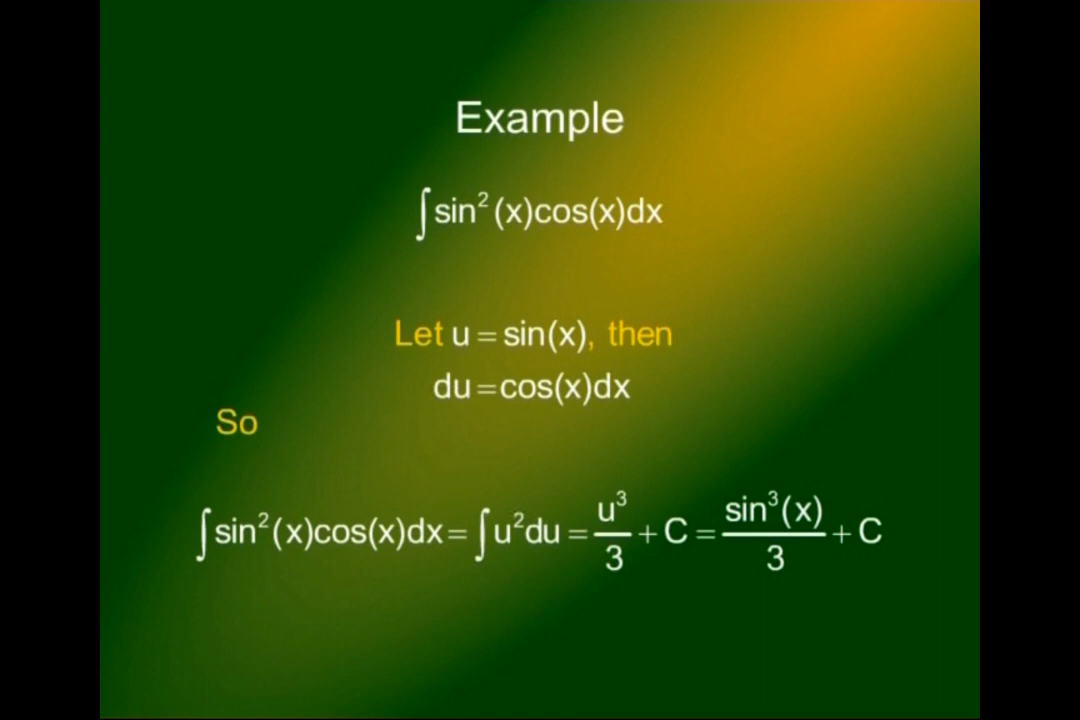 Example
∫sin²(x)cos(x)dx
Let u=sin(x), then
du=cos(x)dx
So
∫sin²(x)cos(x)dx=∫u²du=u³/3+C=sin³(x)/3+C